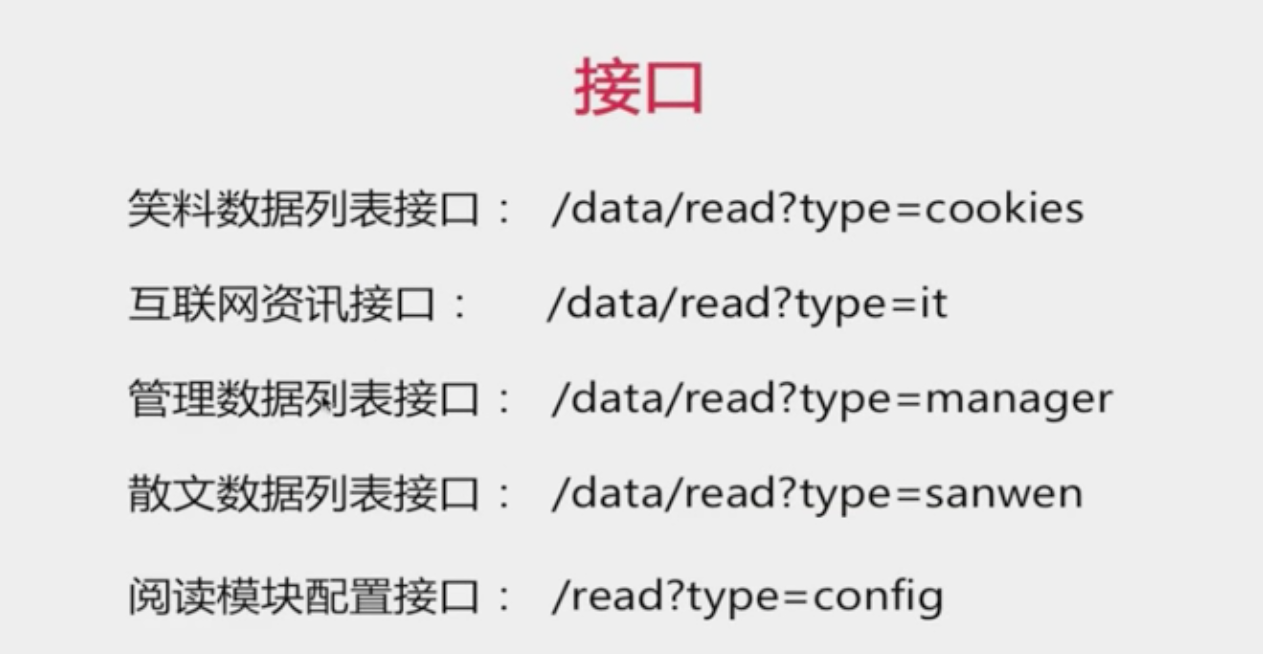 接口
笑料数据列表接口： /data/read?type=cookies
互联网资讯接口： /data/read?type=it
管理数据列表接口： /data/read?type=manager
散文数据列表接口： /data/read?type=sanwen
阅读模块配置接口： /read?type=config